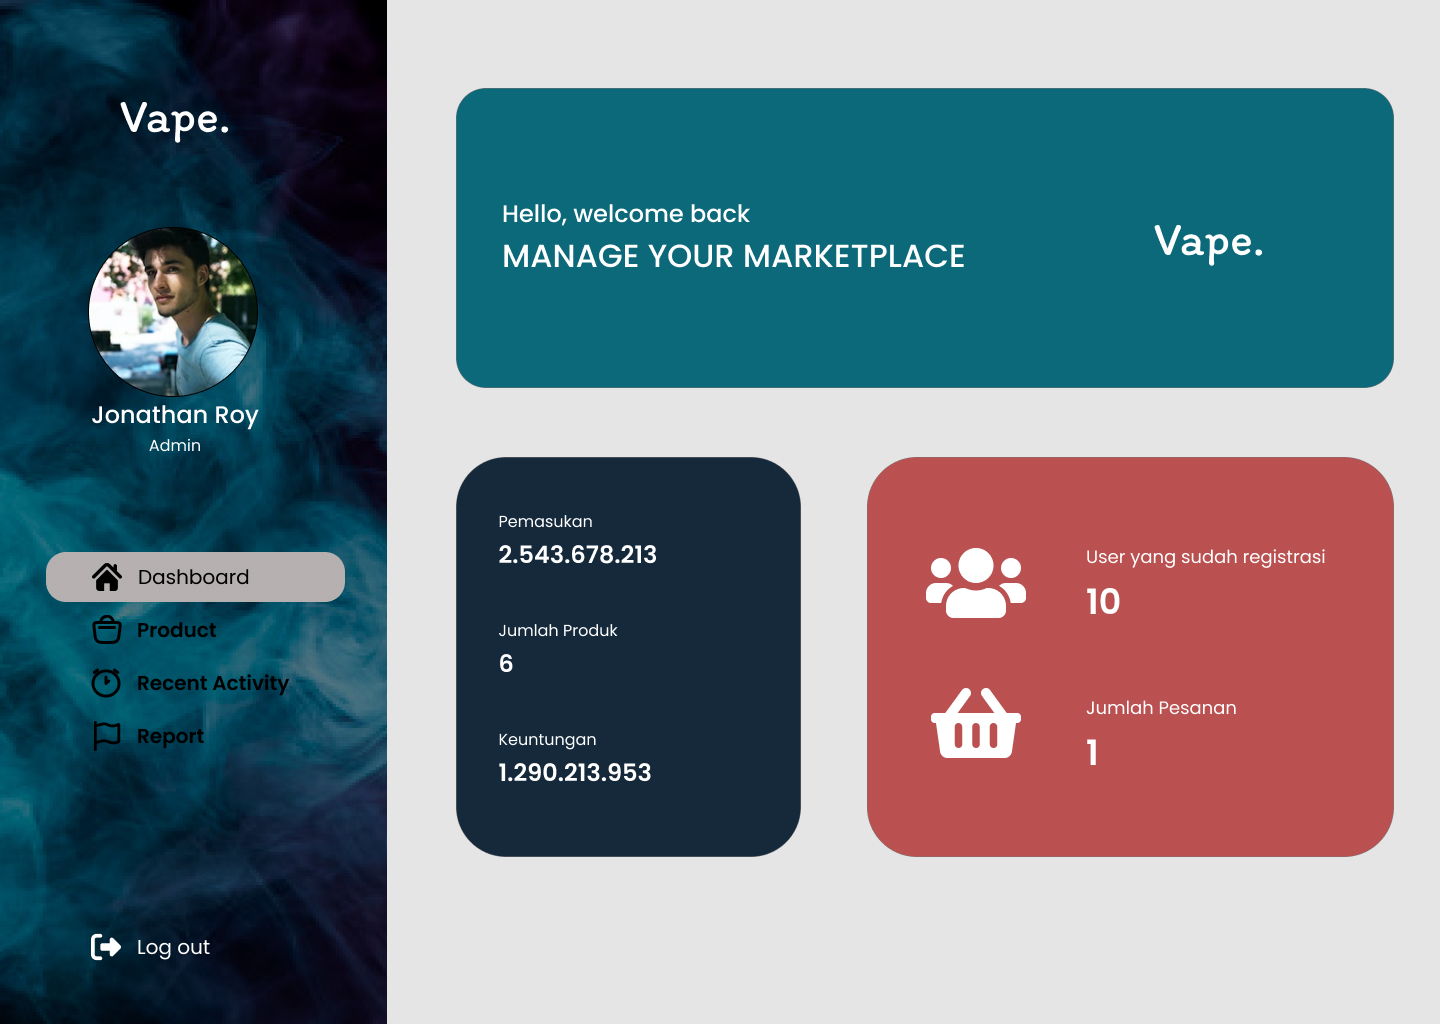 Vape.
Jonathan Roy
Admin
Dashboard
Product
Recent Activity
Report
Log out
Hello, welcome back
MANAGE YOUR MARKETPLACE
Vape.
Pemasukan
2.543.678.213
Jumlah Produk
6
Keuntungan
1.290.213.953
User yang sudah registrasi
10
Jumlah Pesanan
1